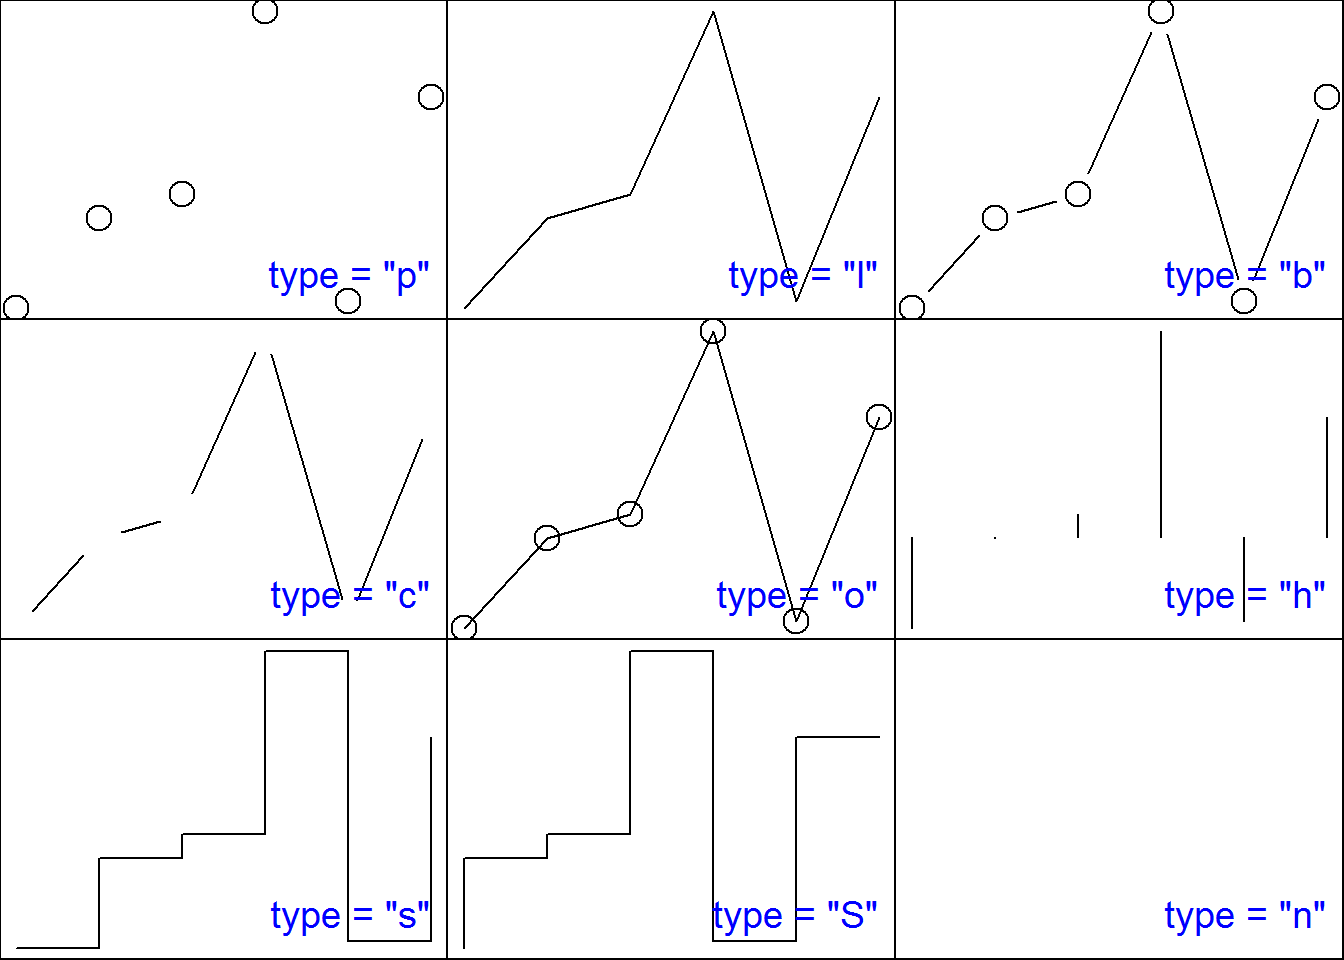 type = "p"
type = "l"
type = "b"
type = "c"
type = "o"
type = "h"
type = "s"
type = "S"
type = "n"